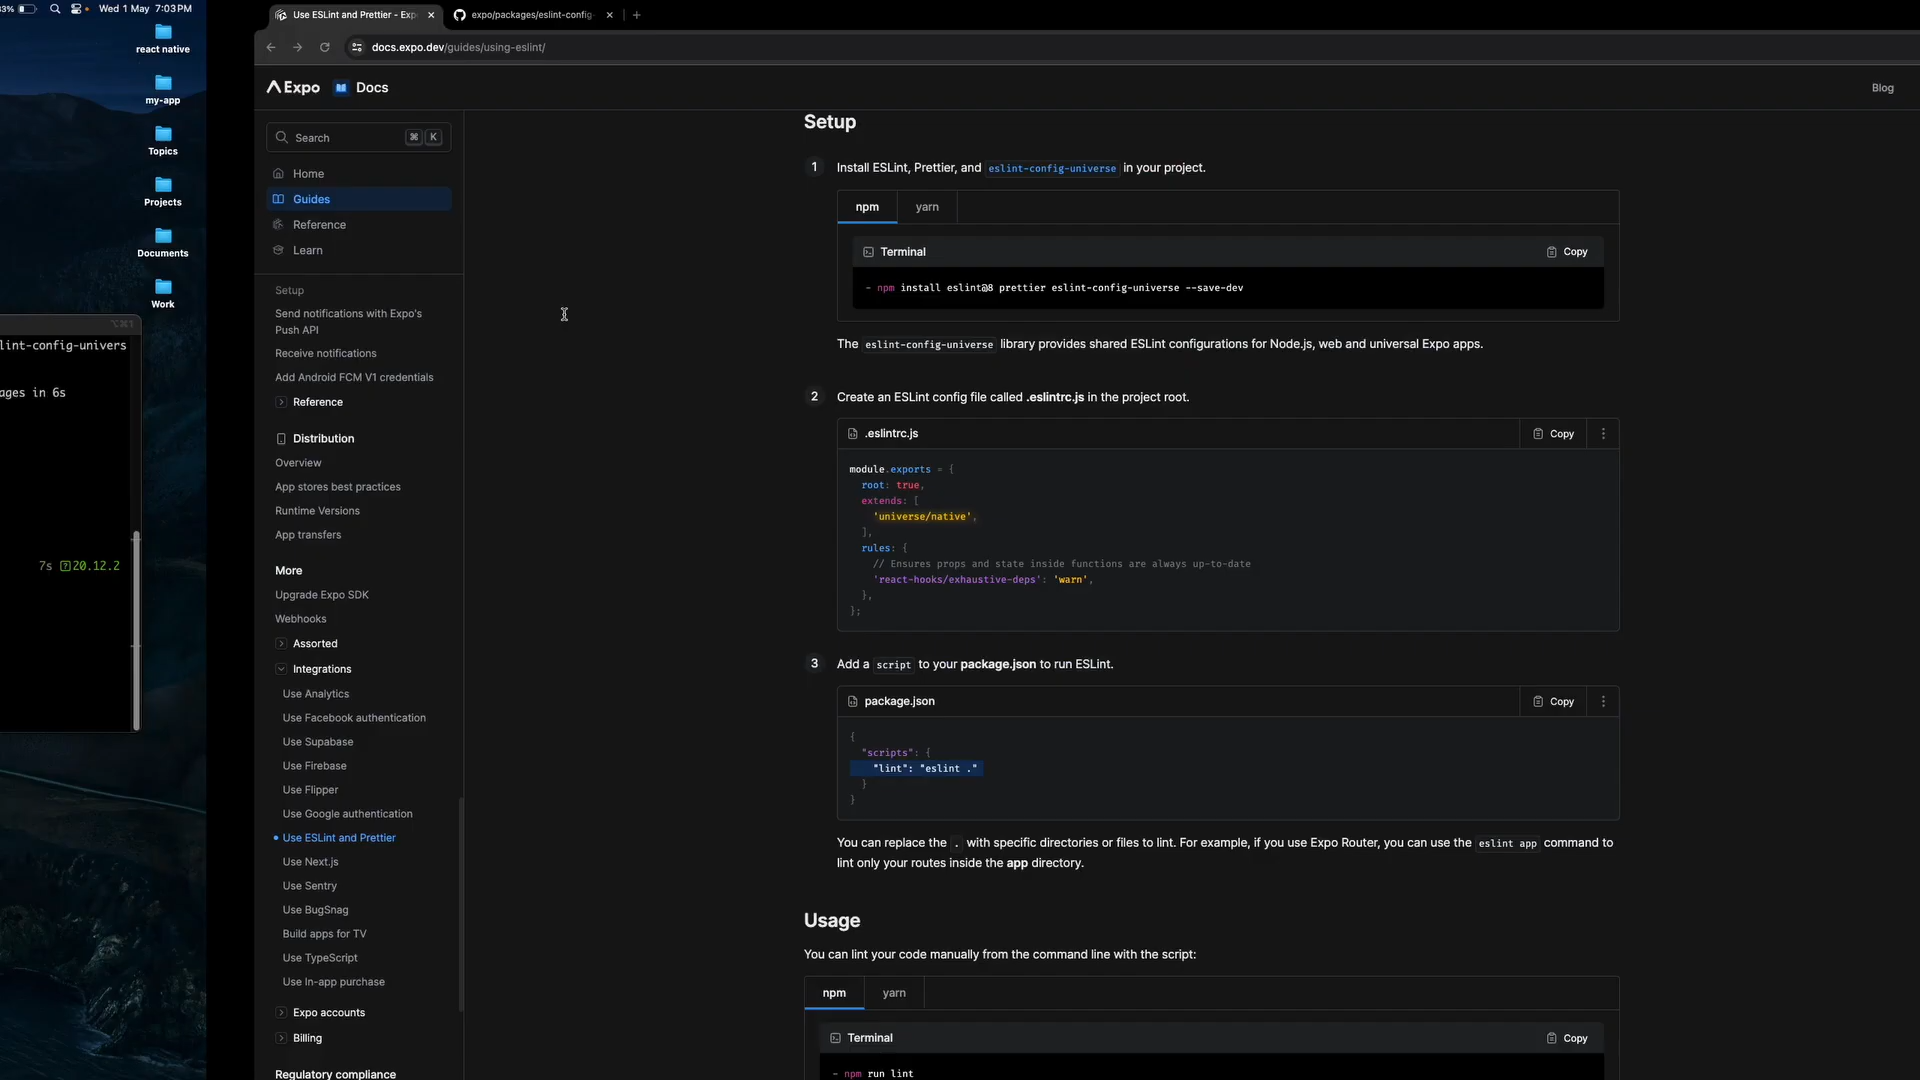 33%
Wed 1 May 7:03PM
react native
my-app
Topics
Projects
Documents
Work
⌥⌘1
lint-config-univers
ages in 6s
7s 20.12.2
Use ESLint and Prettier - Exp
expo/packages/eslint-config
docs.expo.dev/guides/using-eslint/
Expo Docs
Blog
Search ⌘ K
Home
Guides
Reference
Learn
Setup
Send notifications with Expo's
Push API
Receive notifications
Add Android FCM V1 credentials
Reference
Distribution
Overview
App stores best practices
Runtime Versions
App transfers
More
Upgrade Expo SDK
Webhooks
Assorted
Integrations
Use Analytics
Use Facebook authentication
Use Supabase
Use Firebase
Use Flipper
Use Google authentication
Use ESLint and Prettier
Use Next.js
Use Sentry
Use BugSnag
Build apps for TV
Use TypeScript
Use In-app purchase
Expo accounts
Billing
Regulatory compliance
Setup
1 Install ESLint, Prettier, and eslint-config-universe in your project.
npm yarn
Terminal Copy
- npm install eslint@8 prettier eslint-config-universe --save-dev
The eslint-config-universe library provides shared ESLint configurations for Node.js, web and universal Expo apps.
2 Create an ESLint config file called .eslintrc.js in the project root.
.eslintrc.js Copy
module.exports = {
root: true,
extends: [
'universe/native',
],
rules: {
// Ensures props and state inside functions are always up-to-date
'react-hooks/exhaustive-deps': 'warn',
},
};
3 Add a script to your package.json to run ESLint.
package.json Copy
{
"scripts": {
"lint": "eslint ."
}
}
You can replace the . with specific directories or files to lint. For example, if you use Expo Router, you can use the eslint app command to
lint only your routes inside the app directory.
Usage
You can lint your code manually from the command line with the script:
npm yarn
Terminal Copy
- npm run lint